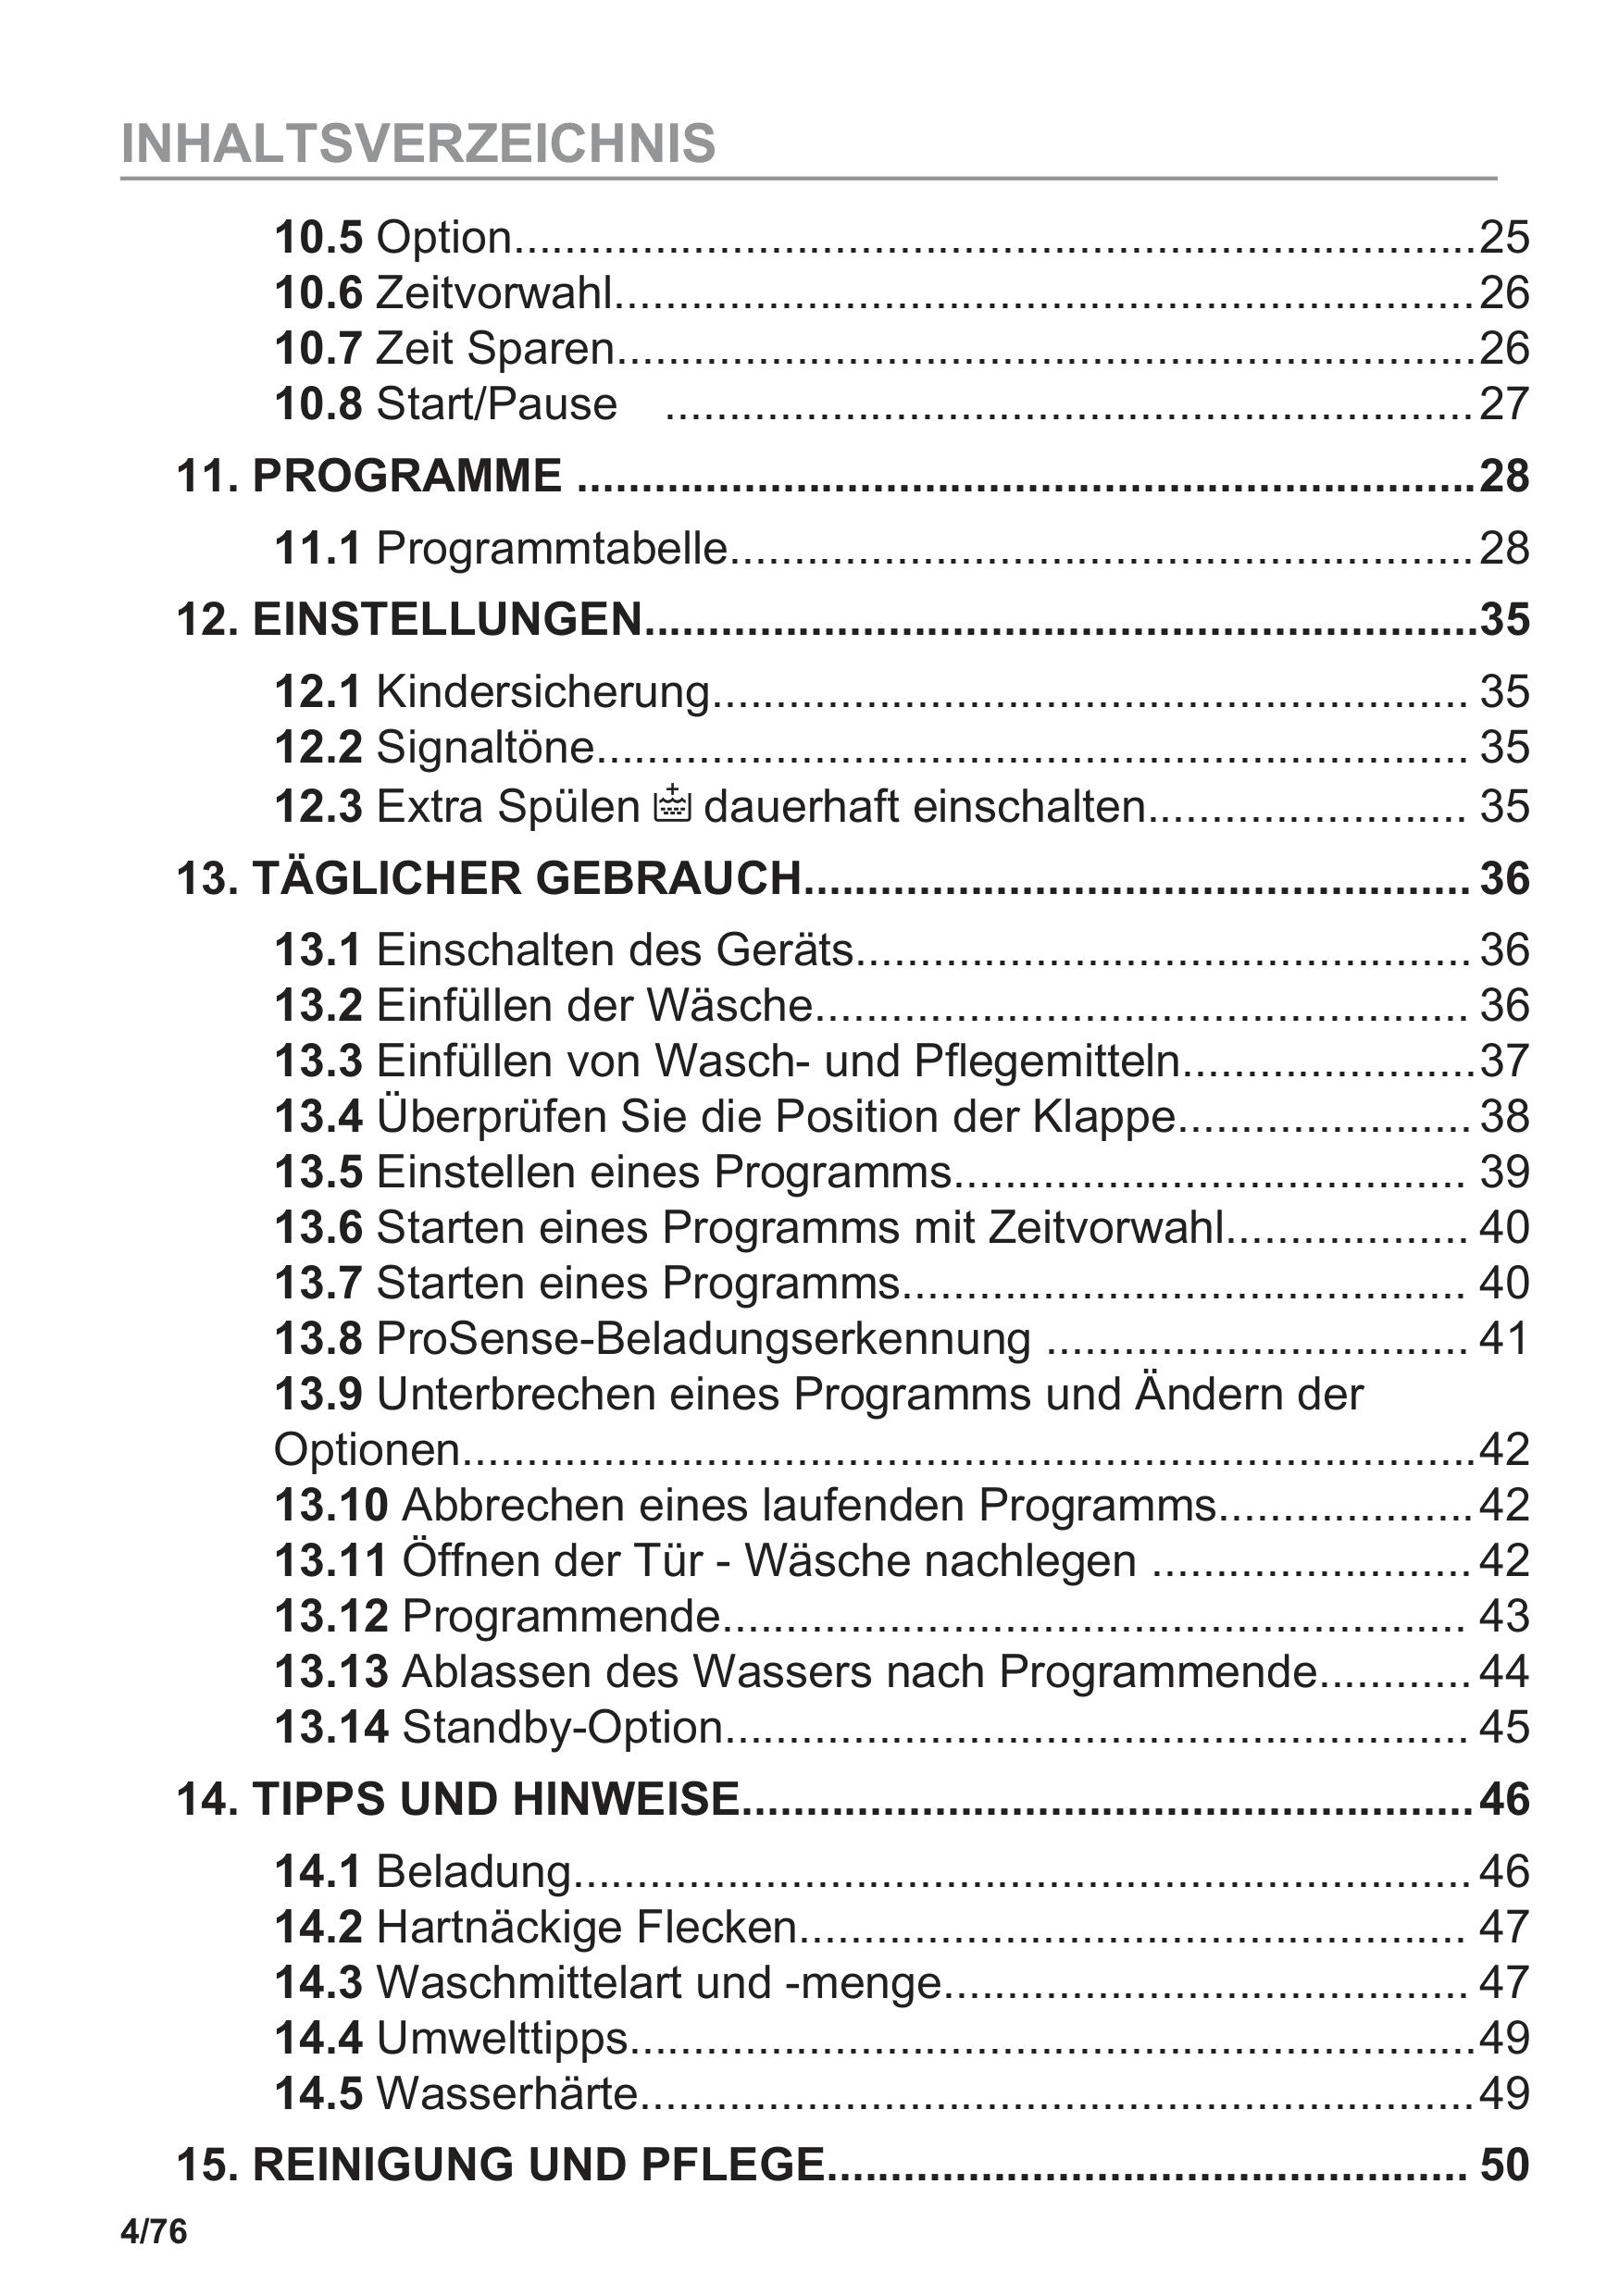 INHALTSVERZEICHNIS
10.5 Option...........................................................................25
10.6 Zeitvorwahl...................................................................26
10.7 Zeit Sparen...................................................................26
10.8 Start/Pause ...............................................................27
11. PROGRAMME ......................................................................28
11.1 Programmtabelle..........................................................28
12. EINSTELLUNGEN.................................................................35
12.1 Kindersicherung........................................................... 35
12.2 Signaltöne.................................................................... 35
12.3 Extra Spülen dauerhaft einschalten......................... 35
13. TÄGLICHER GEBRAUCH.................................................... 36
13.1 Einschalten des Geräts................................................ 36
13.2 Einfüllen der Wäsche................................................... 36
13.3 Einfüllen von Wasch- und Pflegemitteln.......................37
13.4 Überprüfen Sie die Position der Klappe....................... 38
13.5 Einstellen eines Programms........................................ 39
13.6 Starten eines Programms mit Zeitvorwahl................... 40
13.7 Starten eines Programms............................................ 40
13.8 ProSense-Beladungserkennung ................................. 41
13.9 Unterbrechen eines Programms und Ändern der
Optionen...............................................................................42
13.10 Abbrechen eines laufenden Programms....................42
13.11 Öffnen der Tür - Wäsche nachlegen ......................... 42
13.12 Programmende.......................................................... 43
13.13 Ablassen des Wassers nach Programmende............ 44
13.14 Standby-Option.......................................................... 45
14. TIPPS UND HINWEISE.........................................................46
14.1 Beladung...................................................................... 46
14.2 Hartnäckige Flecken.................................................... 47
14.3 Waschmittelart und -menge......................................... 47
14.4 Umwelttipps..................................................................49
14.5 Wasserhärte.................................................................49
15. REINIGUNG UND PFLEGE.................................................. 50
4/76